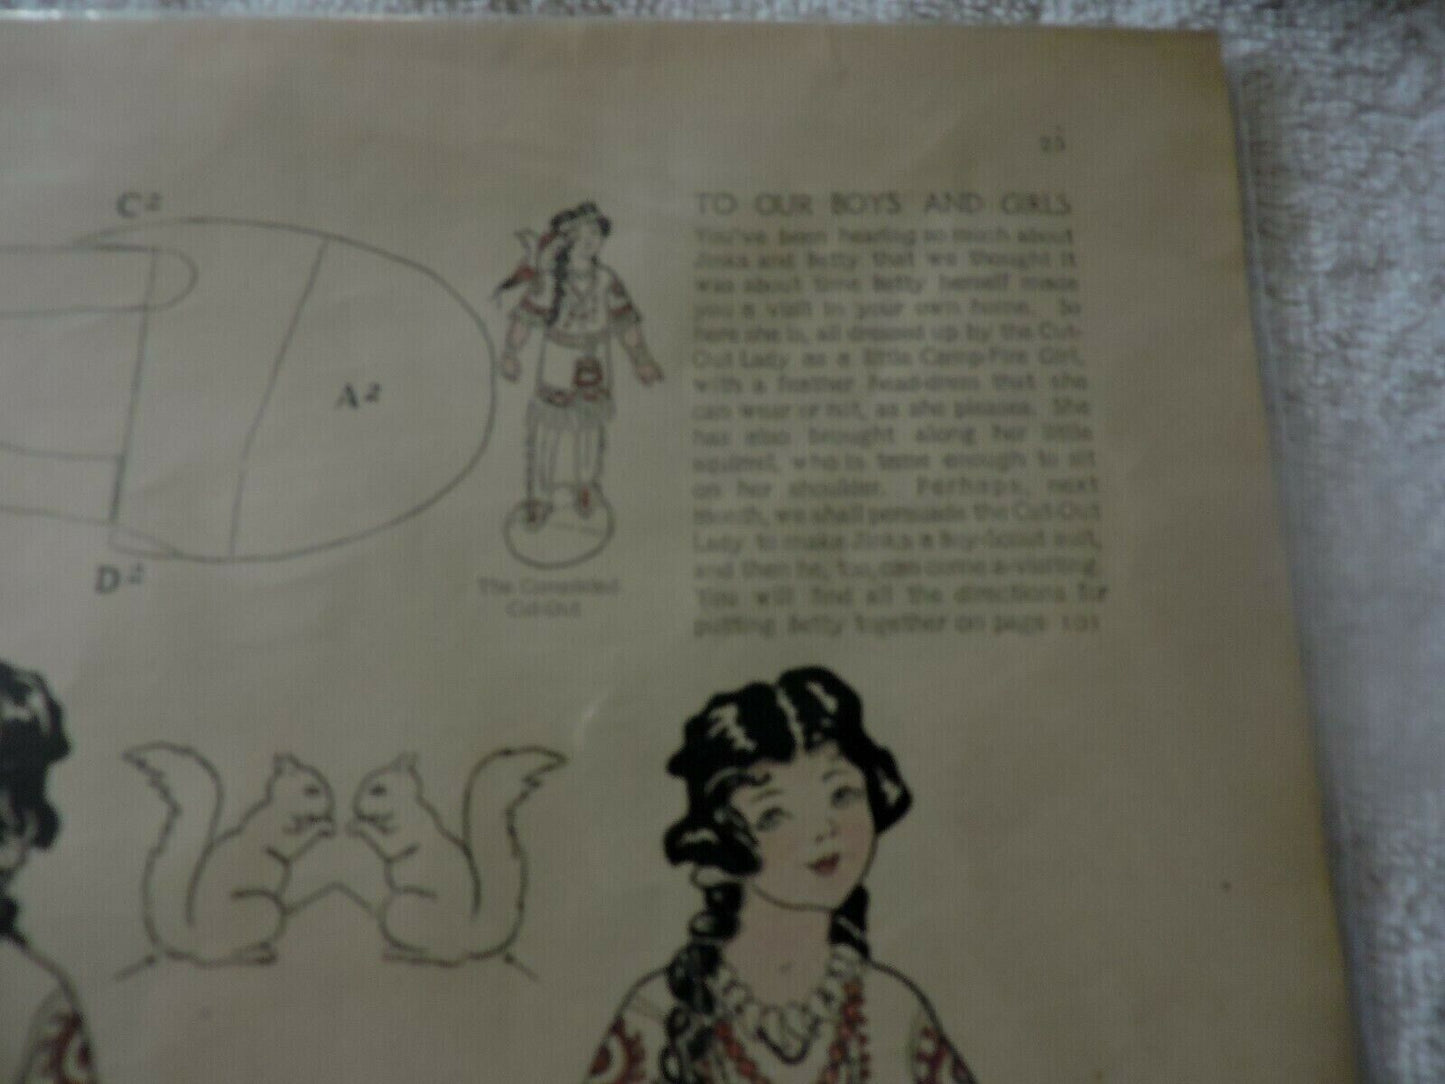 25
C2
A2
D2
B
The Completed
Cut-Out
TO OUR BOYS AND GIRLS
You've been hearing so much about
Jinks and Betty that we thought it
was about time Betty herself made
you a visit in your own home. So
here she is, all dressed up by the Cut-
Out Lady as a little Camp-Fire Girl,
with a feather head-dress that she
can wear or not, as she pleases. She
has also brought along her little
squirrel, who is tame enough to sit
on her shoulder. Perhaps, next
month, we shall persuade the Cut-Out
Lady to make Jinks a Boy-Scout suit,
and then he, too, can come a-visiting.
You will find all the directions for
putting Betty together on page 101